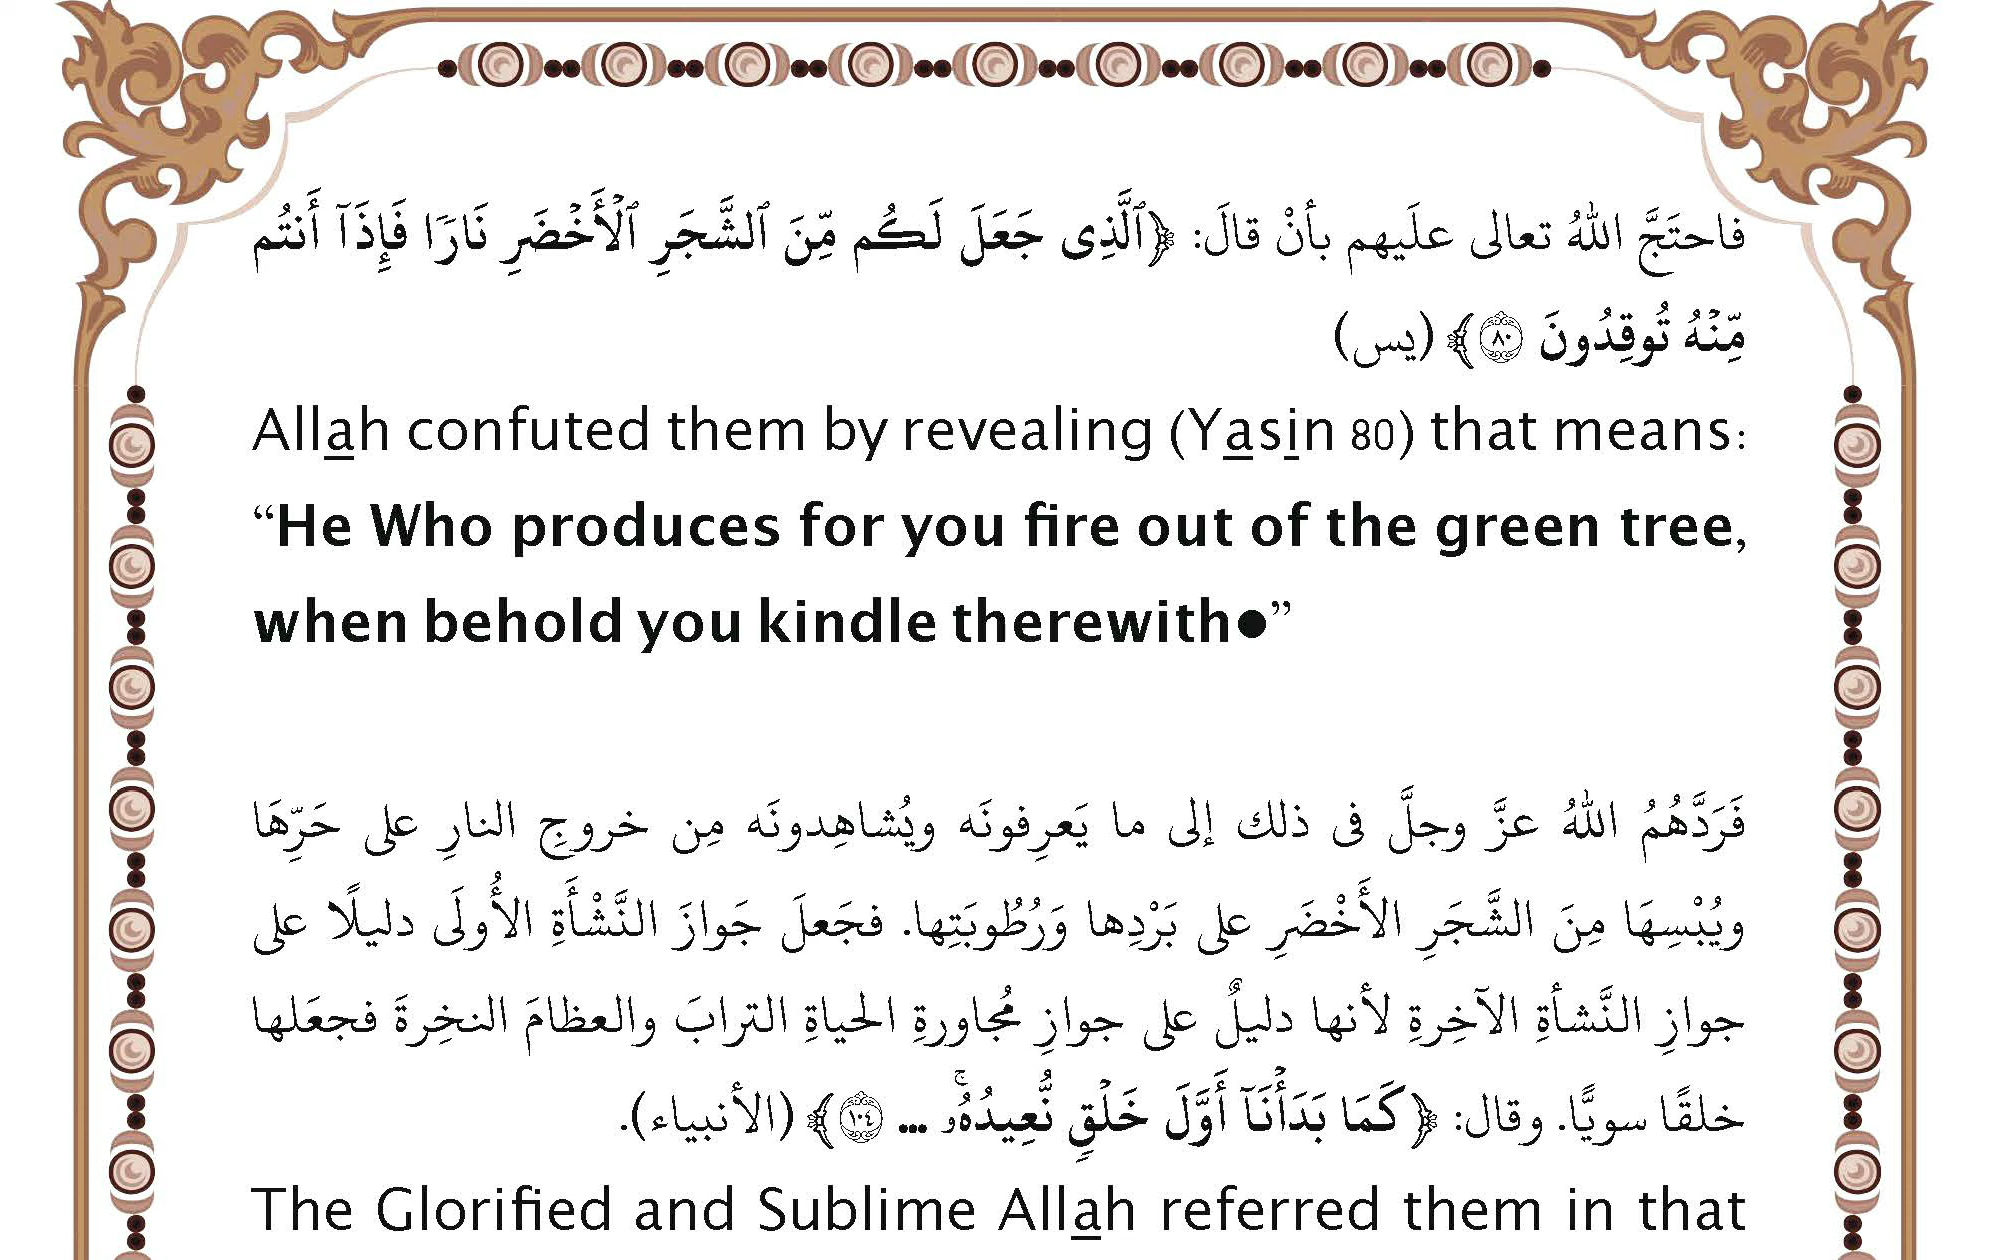 فاحتَجَّ اللهُ تعالى علَيهم بأنْ قالَ: ﴿ٱلَّذِى جَعَلَ لَكُم مِّنَ ٱلشَّجَرِ ٱلْأَخْضَرِ نَارًا فَإِذَآ أَنتُم
مِّنْهُ تُوقِدُونَ ۝٨٠﴾ (يس)
Allah confuted them by revealing (Yasin 80) that means:
“He Who produces for you fire out of the green tree,
when behold you kindle therewith●”
فَرَدَّهُمُ اللهُ عزَّ وجلَّ فى ذلك إلى ما يَعرِفونَه ويُشاهِدونَه مِن خروجِ النارِ على حَرِّهَا
ويُبْسِهَا مِنَ الشَّجَرِ الأَخْضَرِ على بَرْدِها وَرُطُوبَتِها. فجَعلَ جَوازَ النَّشْأَةِ الأُولَى دليلًا على
جوازِ النَّشأةِ الآخِرةِ لأنها دليلٌ على جوازِ مُجاورةِ الحياةِ الترابَ والعظامَ النخِرةَ فجعَلها
خلقًا سويًّا. وقال: ﴿كَمَا بَدَأْنَآ أَوَّلَ خَلْقٍ نُّعِيدُهُۥ ۚ ... ۝١٠٤﴾ (الأنبياء).
The Glorified and Sublime Allah referred them in that